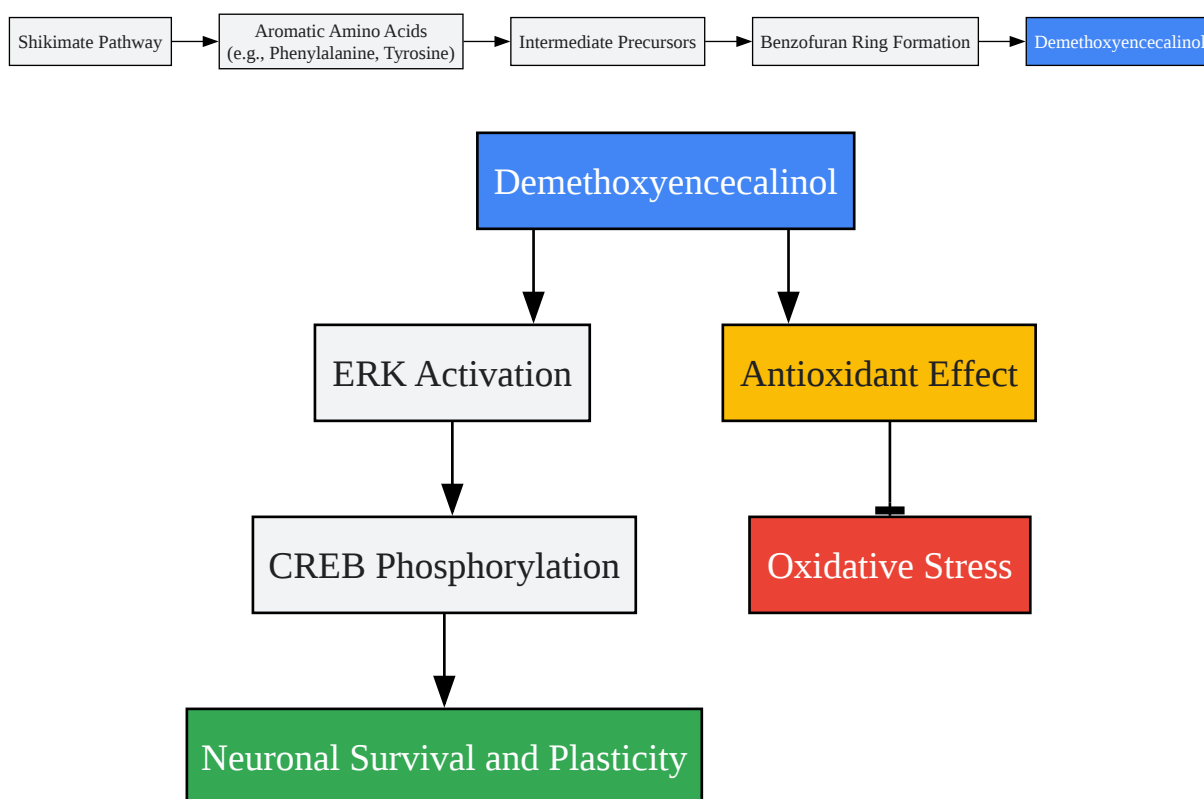 Shikimate Pathway
Aromatic Amino Acids
(e.g., Phenylalanine, Tyrosine)
Intermediate Precursors
Benzofuran Ring Formation
Demethoxyencecalinol
Demethoxyencecalinol
ERK Activation
Antioxidant Effect
CREB Phosphorylation
Oxidative Stress
Neuronal Survival and Plasticity